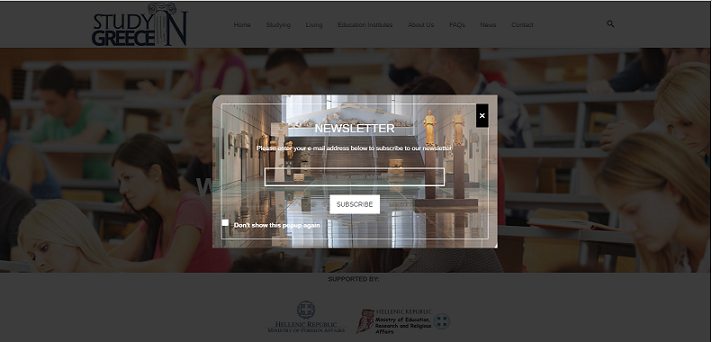 STUDY IN
GREECE
Home Studying Living Education Institutes About Us FAQs News Contact
×
NEWSLETTER
Please enter your e-mail address below to subscribe to our newsletter
W
SUBSCRIBE
Don't show this popup again
SUPPORTED BY:
HELLENIC REPUBLIC
MINISTRY OF FOREIGN AFFAIRS
HELLENIC REPUBLIC
Ministry of Education,
Research and Religious
Affairs